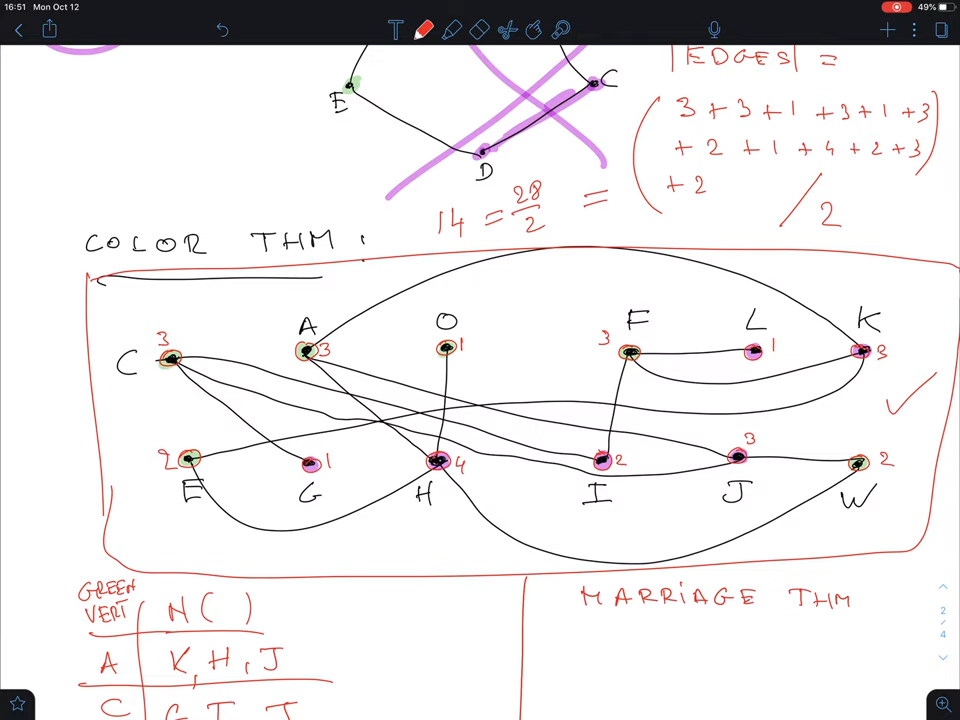 16:51 Mon Oct 12
49%
|EDGES| =
C
E
3 + 3 + 1 + 3 + 1 + 3
+ 2 + 1 + 4 + 2 + 3
+ 2
/ 2
D
14 = 28/2 =
COLOR THM:
A O F L K
C 3 3 1 3 1 3
2 1 4 2 3 2
E G H I J W
GREEN
VERT N( )
MARRIAGE THM
A K, H, J
C G I J
2
/
4